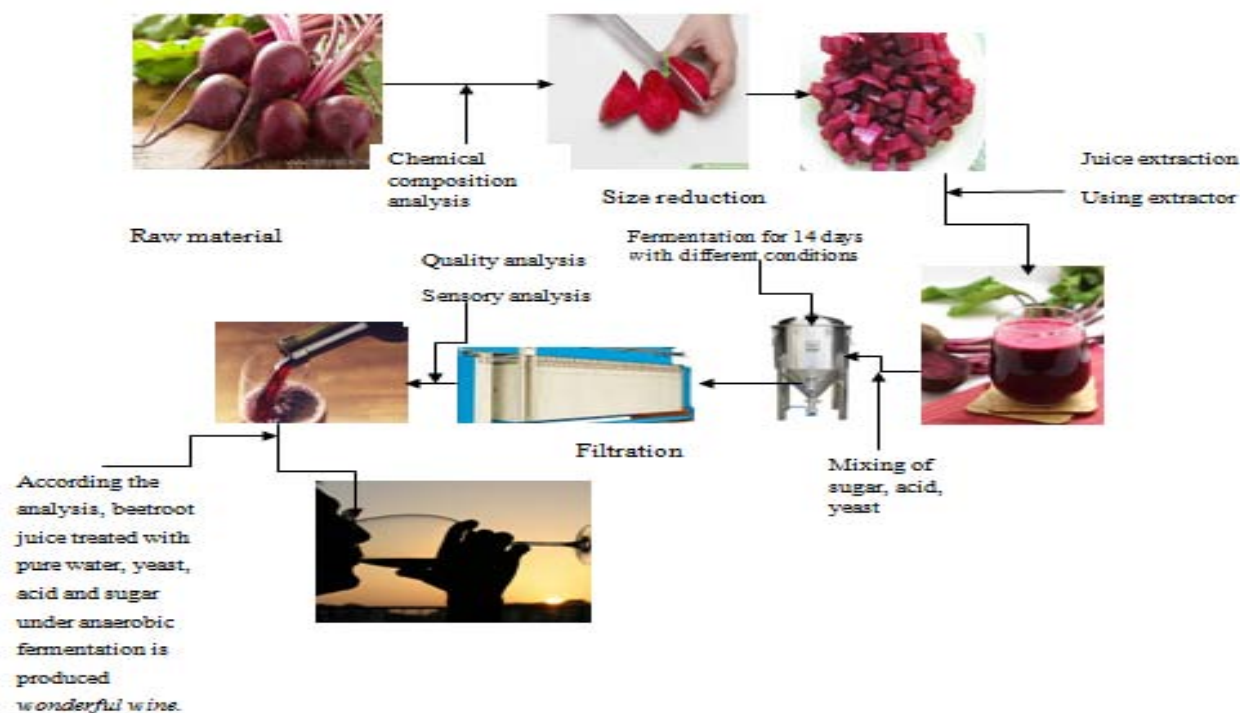 Chemical
composition
analysis
Raw material
Size reduction
Juice extraction
Using extractor
Fermentation for 14 days
with different conditions
Mixing of
sugar, acid,
yeast
Filtration
Quality analysis
Sensory analysis
According the
analysis, beetroot
juice treated with
pure water, yeast,
acid and sugar
under anaerobic
fermentation is
produced
wonderful wine.